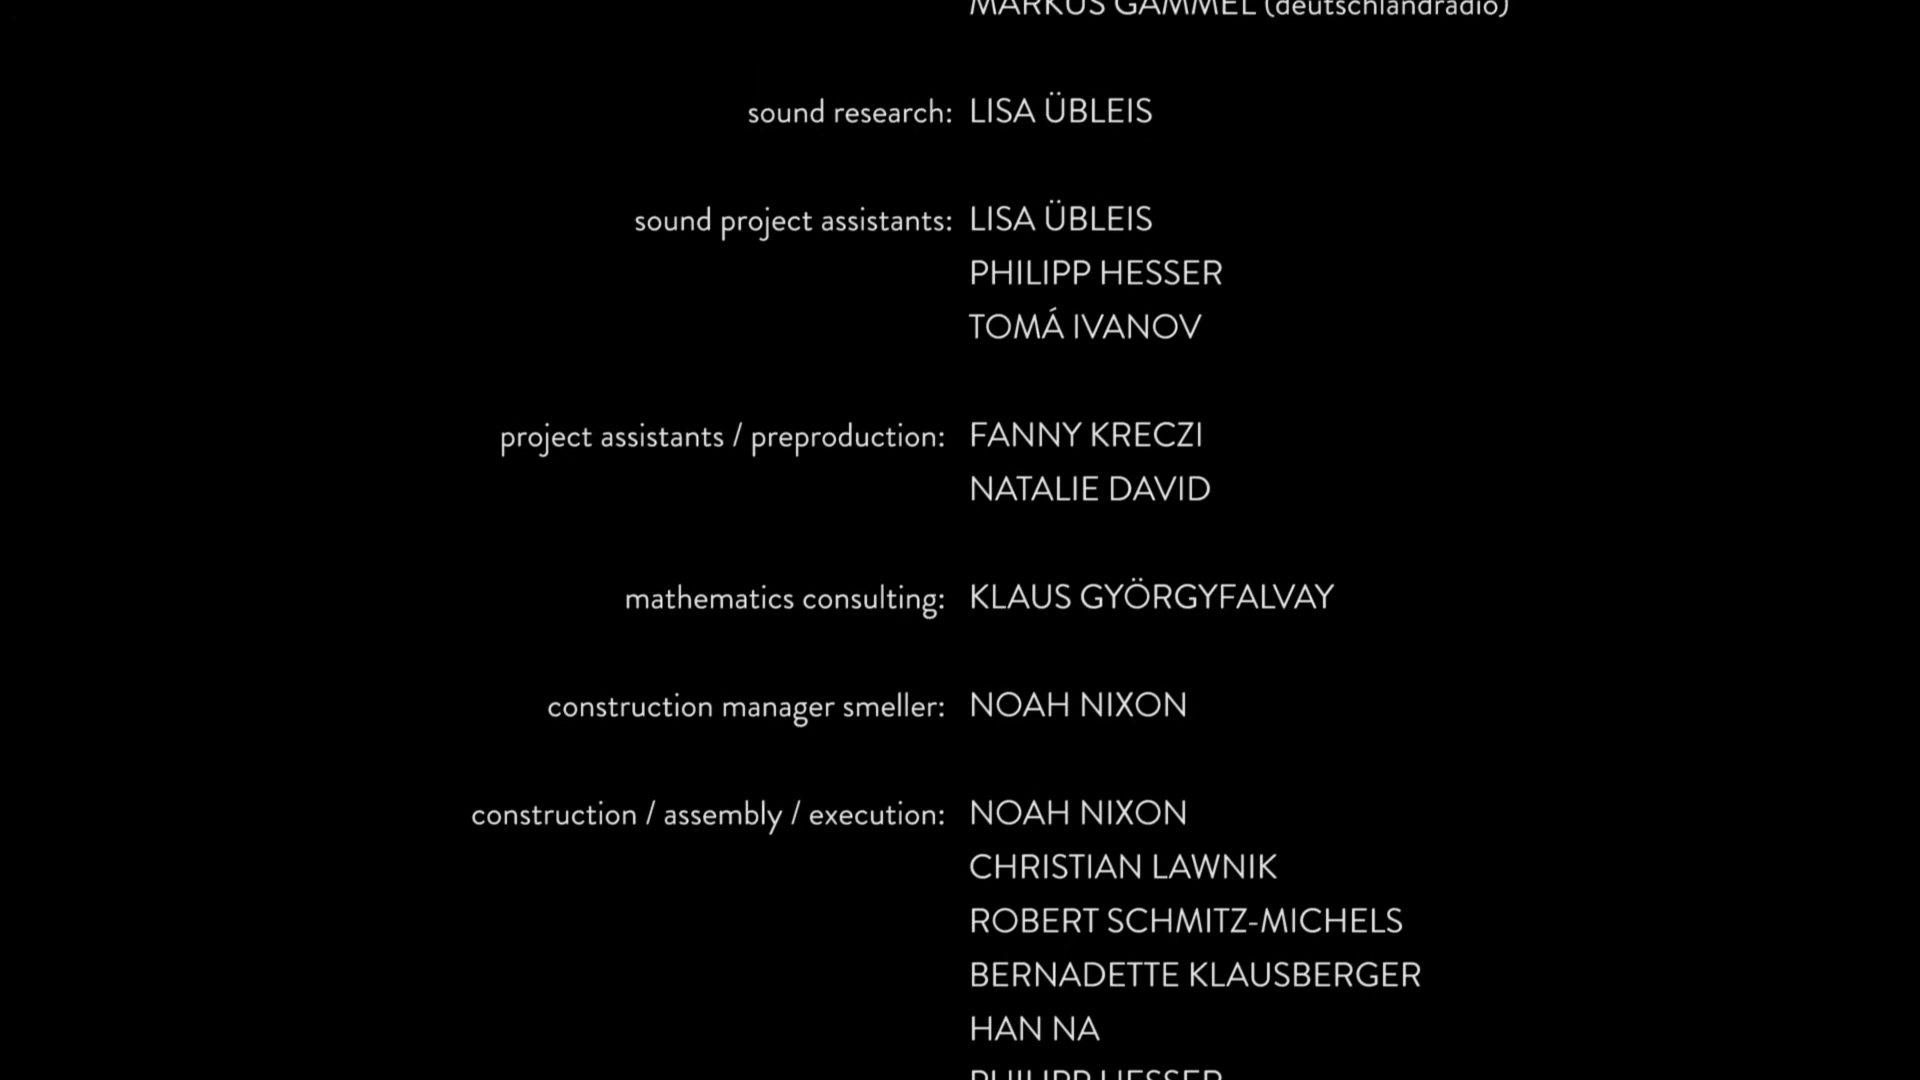 MARKUS GAMMEL (deutschlandradio)
sound research: LISA ÜBLEIS
sound project assistants: LISA ÜBLEIS
PHILIPP HESSER
TOMÁ IVANOV
project assistants / preproduction: FANNY KRECZI
NATALIE DAVID
mathematics consulting: KLAUS GYÖRGYFALVAY
construction manager smeller: NOAH NIXON
construction / assembly / execution: NOAH NIXON
CHRISTIAN LAWNIK
ROBERT SCHMITZ-MICHELS
BERNADETTE KLAUSBERGER
HAN NA
PHILIPP HESSER